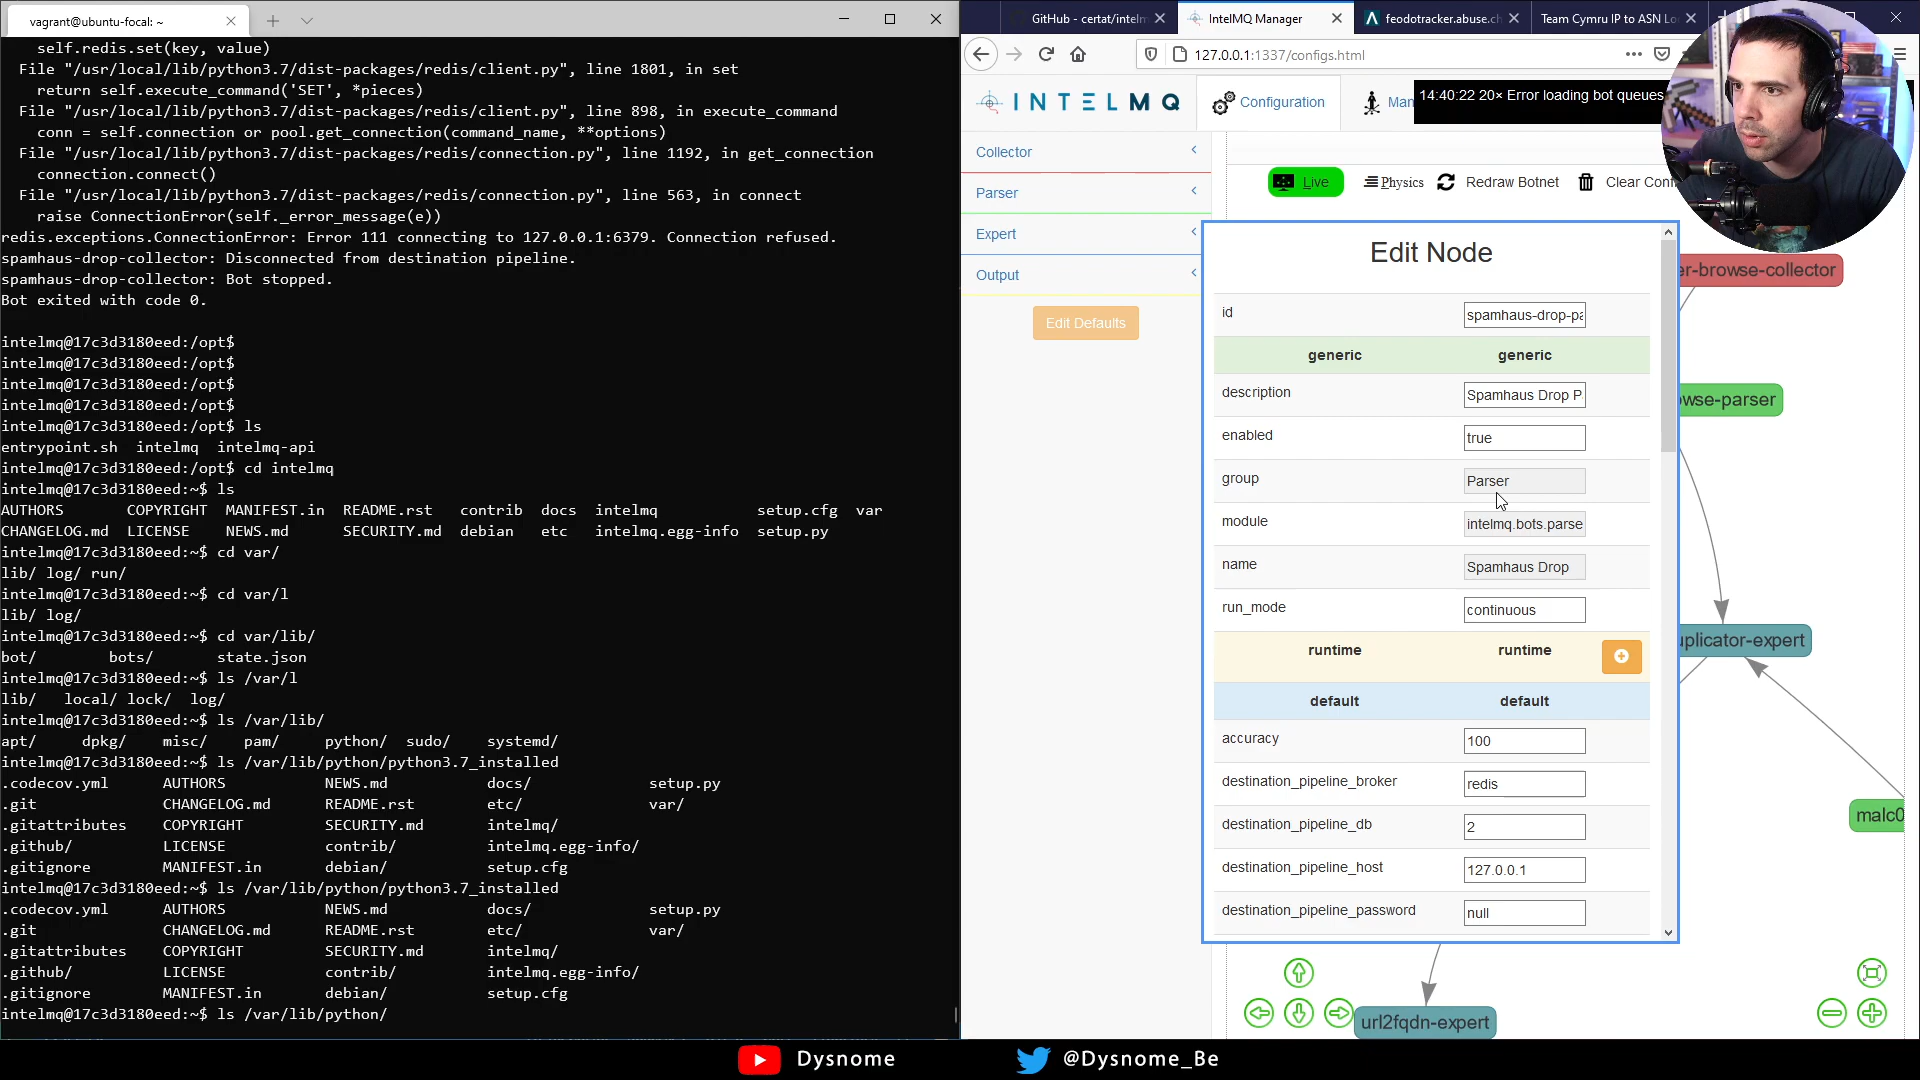 vagrant@ubuntu-focal: ~
self.redis.set(key, value)
File "/usr/local/lib/python3.7/dist-packages/redis/client.py", line 1801, in set
return self.execute_command('SET', *pieces)
File "/usr/local/lib/python3.7/dist-packages/redis/client.py", line 898, in execute_command
conn = self.connection or pool.get_connection(command_name, **options)
File "/usr/local/lib/python3.7/dist-packages/redis/connection.py", line 1192, in get_connection
connection.connect()
File "/usr/local/lib/python3.7/dist-packages/redis/connection.py", line 563, in connect
raise ConnectionError(self._error_message(e))
redis.exceptions.ConnectionError: Error 111 connecting to 127.0.0.1:6379. Connection refused.
spamhaus-drop-collector: Disconnected from destination pipeline.
spamhaus-drop-collector: Bot stopped.
Bot exited with code 0.
intelmq@17c3d3180eed:/opt$
intelmq@17c3d3180eed:/opt$
intelmq@17c3d3180eed:/opt$
intelmq@17c3d3180eed:/opt$
intelmq@17c3d3180eed:/opt$ ls
entrypoint.sh intelmq intelmq-api
intelmq@17c3d3180eed:/opt$ cd intelmq
intelmq@17c3d3180eed:~$ ls
AUTHORS COPYRIGHT MANIFEST.in README.rst contrib docs intelmq setup.cfg var
CHANGELOG.md LICENSE NEWS.md SECURITY.md debian etc intelmq.egg-info setup.py
intelmq@17c3d3180eed:~$ cd var/
lib/ log/ run/
intelmq@17c3d3180eed:~$ cd var/l
lib/ log/
intelmq@17c3d3180eed:~$ cd var/lib/
bot/ bots/ state.json
intelmq@17c3d3180eed:~$ ls /var/l
lib/ local/ lock/ log/
intelmq@17c3d3180eed:~$ ls /var/lib/
apt/ dpkg/ misc/ pam/ python/ sudo/ systemd/
intelmq@17c3d3180eed:~$ ls /var/lib/python/python3.7_installed
.codecov.yml AUTHORS NEWS.md docs/ setup.py
.git CHANGELOG.md README.rst etc/ var/
.gitattributes COPYRIGHT SECURITY.md intelmq/
.github/ LICENSE contrib/ intelmq.egg-info/
.gitignore MANIFEST.in debian/ setup.cfg
intelmq@17c3d3180eed:~$ ls /var/lib/python/python3.7_installed
.codecov.yml AUTHORS NEWS.md docs/ setup.py
.git CHANGELOG.md README.rst etc/ var/
.gitattributes COPYRIGHT SECURITY.md intelmq/
.github/ LICENSE contrib/ intelmq.egg-info/
.gitignore MANIFEST.in debian/ setup.cfg
intelmq@17c3d3180eed:~$ ls /var/lib/python/
GitHub - certat/intelm
IntelMQ Manager
feodotracker.abuse.c
Team Cymru IP to ASN Lo
127.0.0.1:1337/configs.html
INTELMQ
Configuration
Man
14:40:22 20× Error loading bot queues
Collector
Parser
Expert
Output
Edit Defaults
Live
Physics
Redraw Botnet
Clear Conf
Edit Node
id spamhaus-drop-pa
generic generic
description Spamhaus Drop P
enabled true
group Parser
module intelmq.bots.parse
name Spamhaus Drop
run_mode continuous
runtime runtime
default default
accuracy 100
destination_pipeline_broker redis
destination_pipeline_db 2
destination_pipeline_host 127.0.0.1
destination_pipeline_password null
er-browse-collector
wse-parser
uplicator-expert
malc0
url2fqdn-expert
Dysnome
@Dysnome_Be